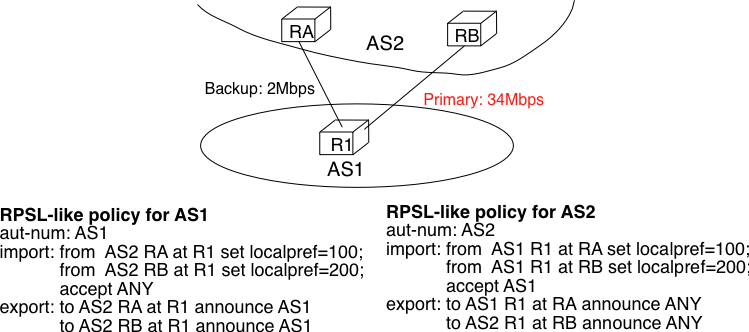 RA
RB
AS2
Backup: 2Mbps
Primary: 34Mbps
R1
AS1
RPSL-like policy for AS1
aut-num: AS1
import: from AS2 RA at R1 set localpref=100;
from AS2 RB at R1 set localpref=200;
accept ANY
export: to AS2 RA at R1 announce AS1
to AS2 RB at R1 announce AS1
RPSL-like policy for AS2
aut-num: AS2
import: from AS1 R1 at RA set localpref=100;
from AS1 R1 at RB set localpref=200;
accept AS1
export: to AS1 R1 at RA announce ANY
to AS2 R1 at RB announce ANY